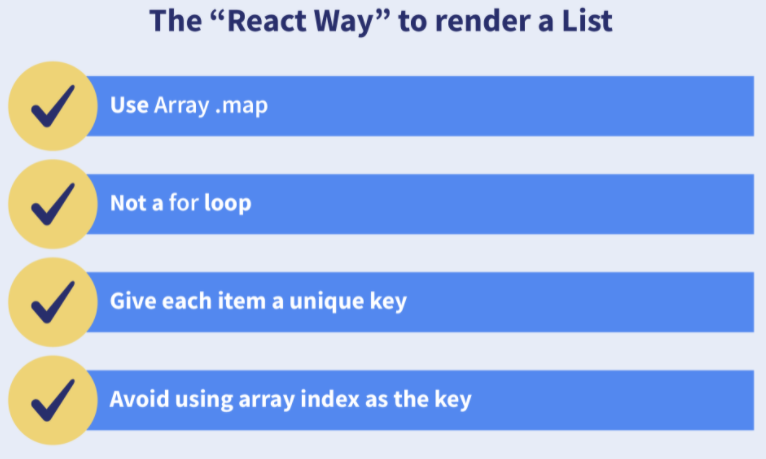 The “React Way” to render a List
Use Array .map
Not a for loop
Give each item a unique key
Avoid using array index as the key